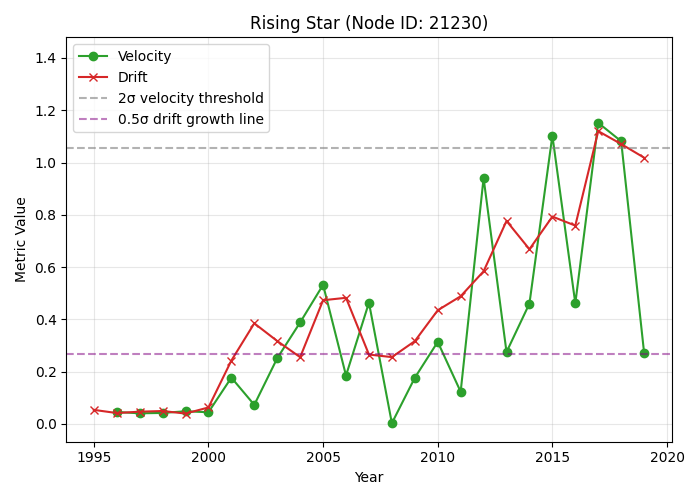 Rising Star (Node ID: 21230)
Velocity
Drift
2σ velocity threshold
0.5σ drift growth line
Metric Value
1.4
1.2
1.0
0.8
0.6
0.4
0.2
0.0
1995 2000 2005 2010 2015 2020
Year